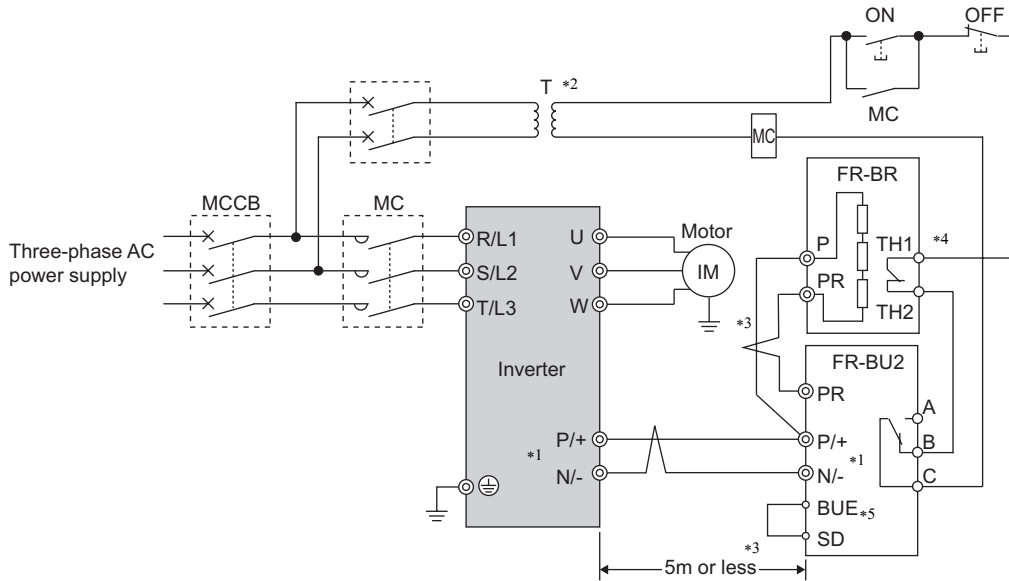 ON
OFF
T *2
MC
MC
FR-BR
MCCB
MC
Three-phase AC
power supply
R/L1
S/L2
T/L3
U
V
W
Motor
IM
P
PR
TH1
*4
TH2
*3
Inverter
FR-BU2
PR
A
P/+
B
*1
N/-
P/+
N/-
*1
C
BUE
*5
SD
*3
5m or less